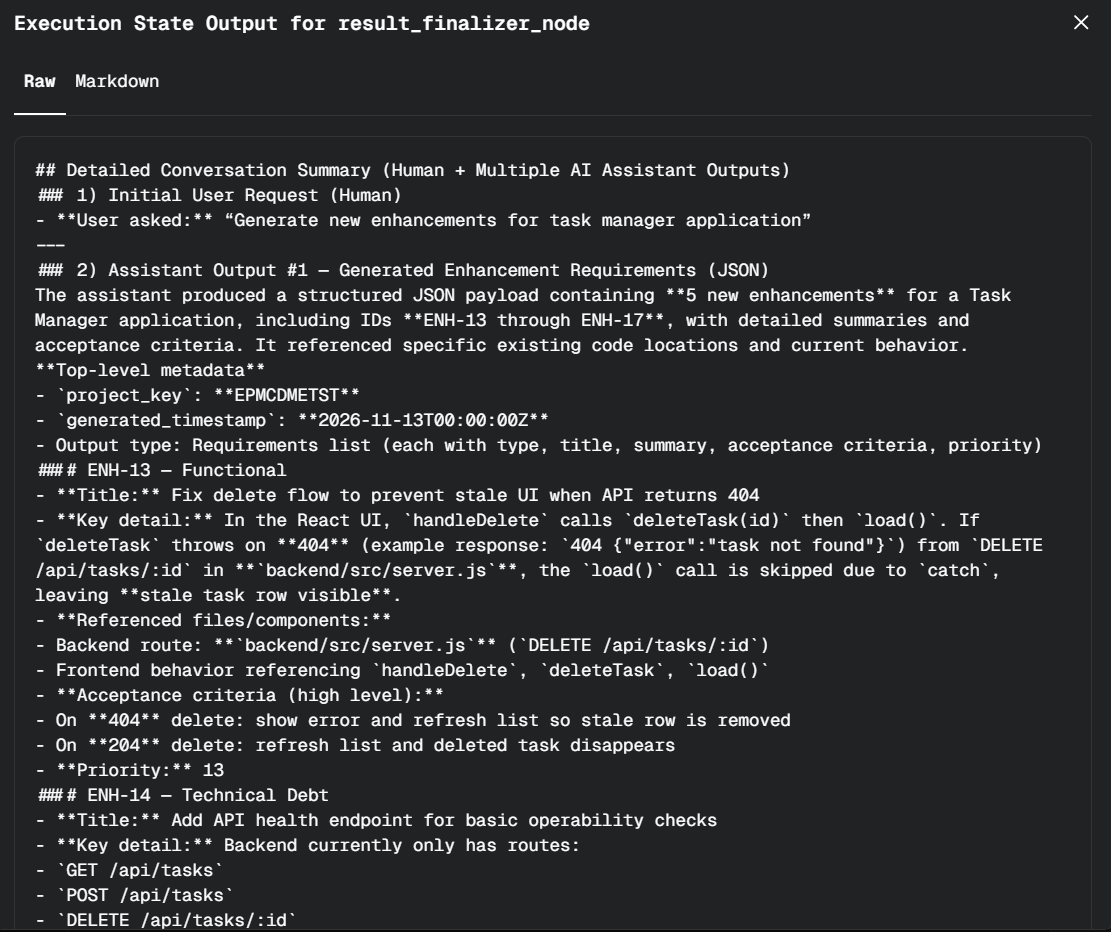 Execution State Output for result_finalizer_node
Raw Markdown
## Detailed Conversation Summary (Human + Multiple AI Assistant Outputs)
### 1) Initial User Request (Human)
- **User asked:** “Generate new enhancements for task manager application”
---
### 2) Assistant Output #1 — Generated Enhancement Requirements (JSON)
The assistant produced a structured JSON payload containing **5 new enhancements** for a Task
Manager application, including IDs **ENH-13 through ENH-17**, with detailed summaries and
acceptance criteria. It referenced specific existing code locations and current behavior.
**Top-level metadata**
- `project_key`: **EPMCDMETST**
- `generated_timestamp`: **2026-11-13T00:00:00Z**
- Output type: Requirements list (each with type, title, summary, acceptance criteria, priority)
#### ENH-13 — Functional
- **Title:** Fix delete flow to prevent stale UI when API returns 404
- **Key detail:** In the React UI, `handleDelete` calls `deleteTask(id)` then `load()`. If
`deleteTask` throws on **404** (example response: `404 {"error":"task not found"}`) from `DELETE
/api/tasks/:id` in **`backend/src/server.js`**, the `load()` call is skipped due to `catch`,
leaving **stale task row visible**.
- **Referenced files/components:**
- Backend route: **`backend/src/server.js`** (`DELETE /api/tasks/:id`)
- Frontend behavior referencing `handleDelete`, `deleteTask`, `load()`
- **Acceptance criteria (high level):**
- On **404** delete: show error and refresh list so stale row is removed
- On **204** delete: refresh list and deleted task disappears
- **Priority:** 13
#### ENH-14 — Technical Debt
- **Title:** Add API health endpoint for basic operability checks
- **Key detail:** Backend currently only has routes:
- `GET /api/tasks`
- `POST /api/tasks`
- `DELETE /api/tasks/:id`